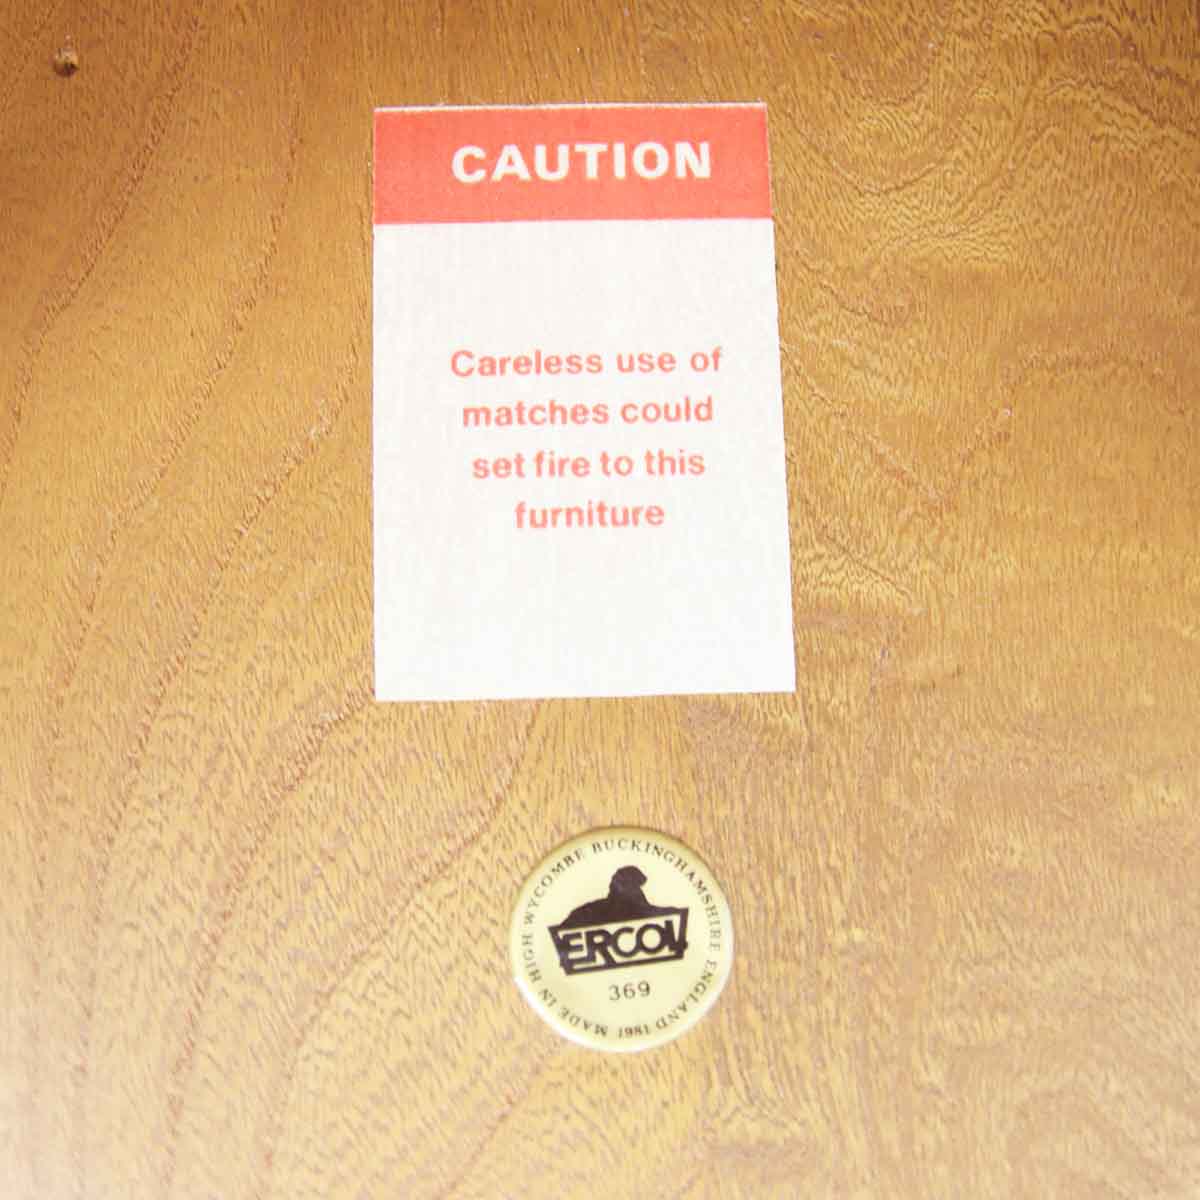 CAUTION
Careless use of
matches could
set fire to this
furniture
MADE IN HIGH WYCOMBE BUCKINGHAMSHIRE ENGLAND 1981
ERCOL
369